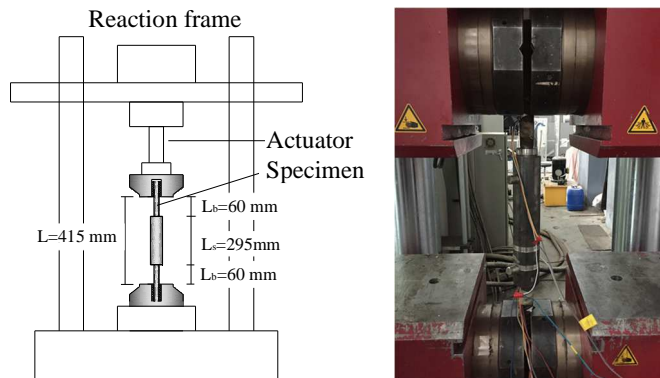 Reaction frame
Actuator
Specimen
Lb=60 mm
L=415 mm
Ls=295mm
Lb=60 mm